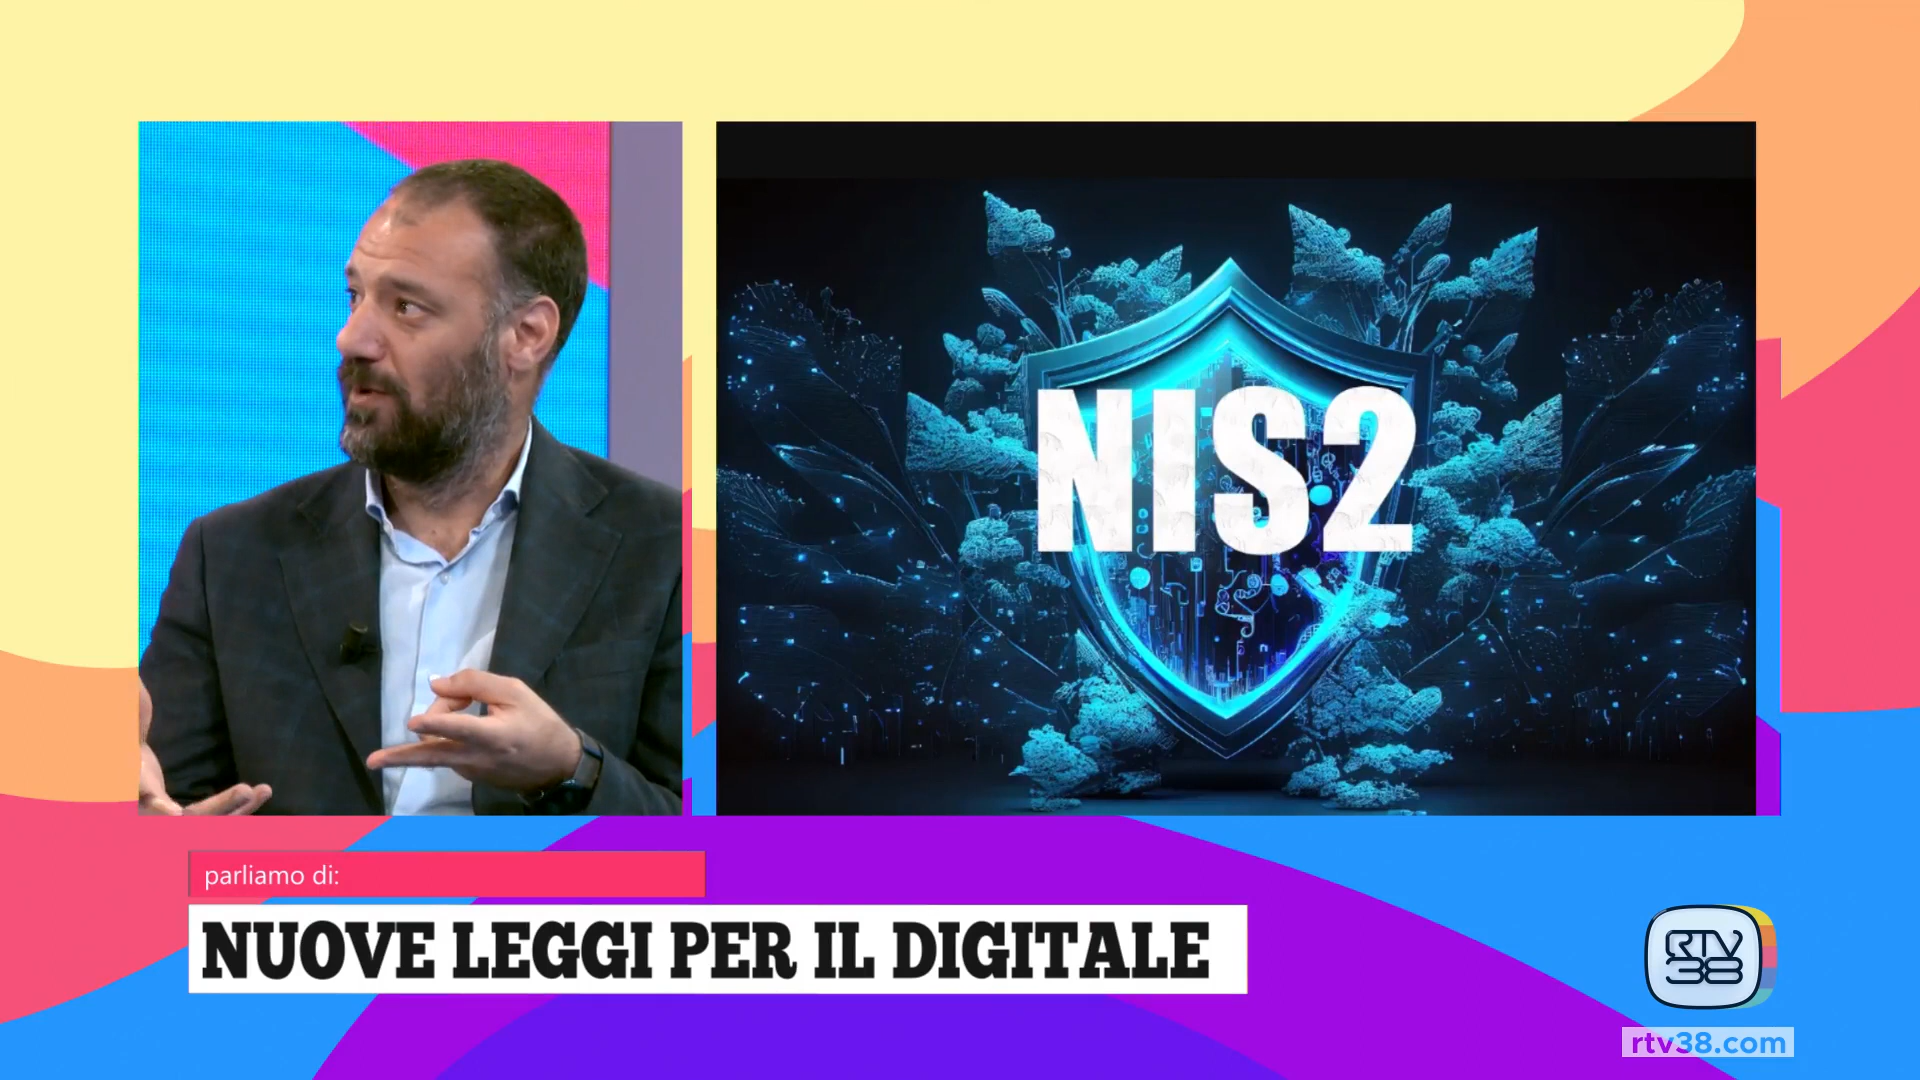 NIS2
parliamo di:
NUOVE LEGGI PER IL DIGITALE
RTV
38
rtv38.com